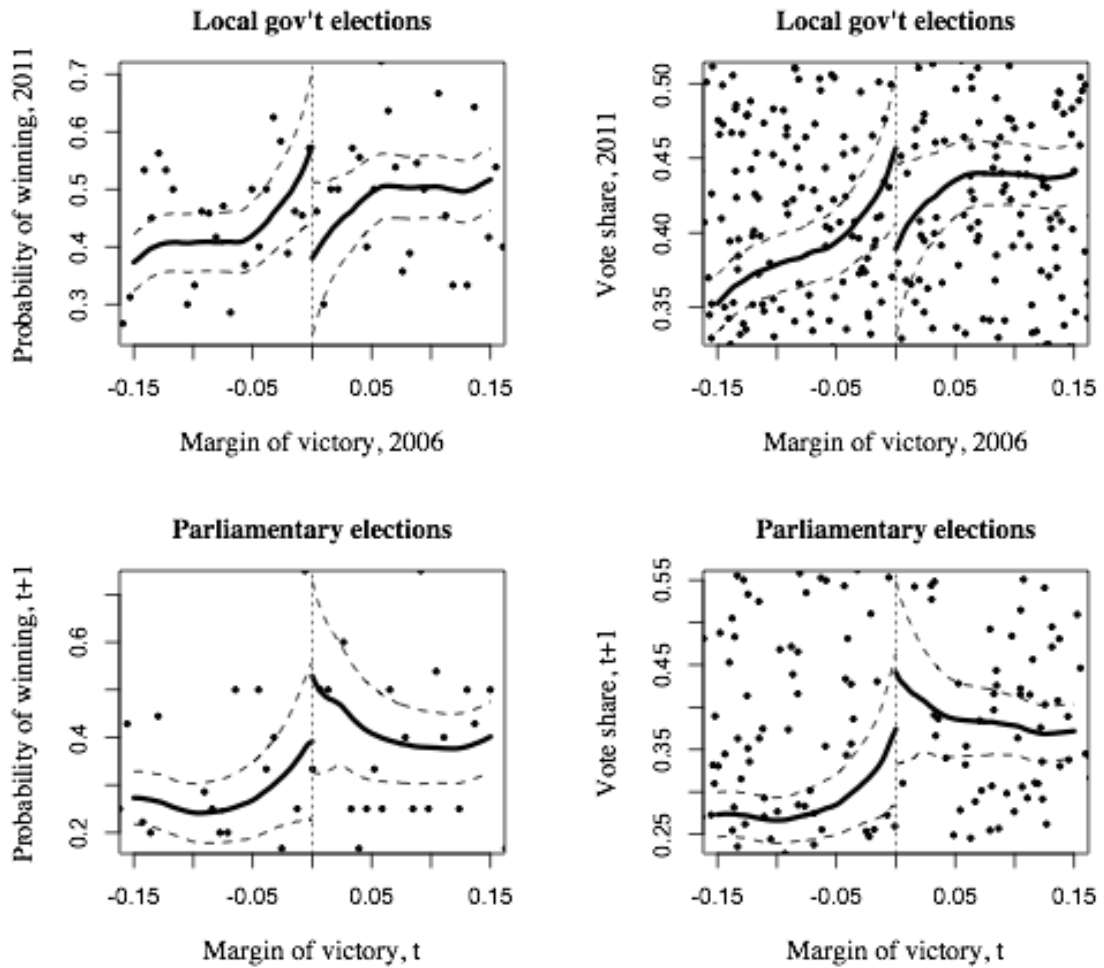 Local gov't elections
Probability of winning, 2011
0.7
0.6
0.5
0.4
0.3
-0.15 -0.05 0.05 0.15
Margin of victory, 2006
Local gov't elections
Vote share, 2011
0.50
0.45
0.40
0.35
-0.15 -0.05 0.05 0.15
Margin of victory, 2006
Parliamentary elections
Probability of winning, t+1
0.6
0.4
0.2
-0.15 -0.05 0.05 0.15
Margin of victory, t
Parliamentary elections
Vote share, t+1
0.55
0.45
0.35
0.25
-0.15 -0.05 0.05 0.15
Margin of victory, t